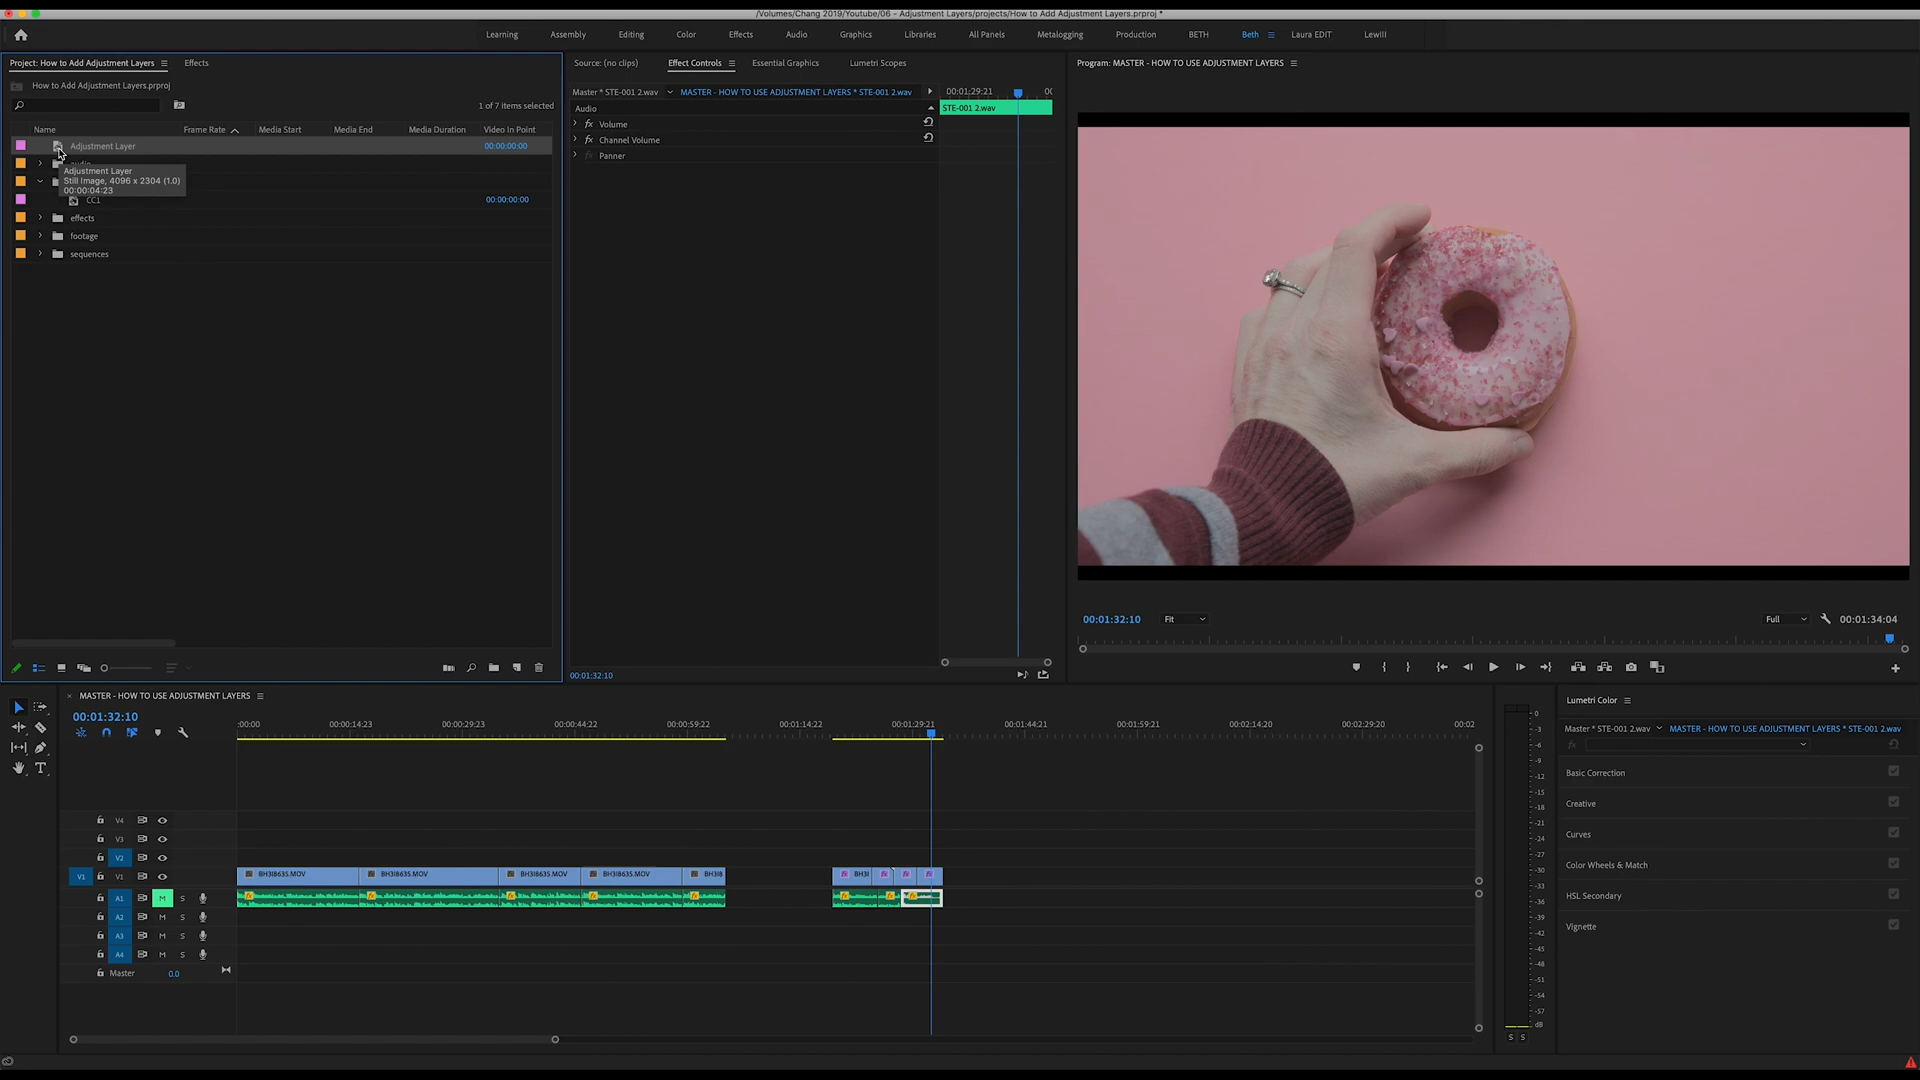 /Volumes/Chang 2019/Youtube/06 - Adjustment Layers/projects/How to Add Adjustment Layers.prproj *
Learning Assembly Editing Color Effects Audio Graphics Libraries All Panels Metalogging Production BETH Beth Laura EDIT LewIII
Project: How to Add Adjustment Layers Effects
How to Add Adjustment Layers.prproj
1 of 7 items selected
Name Frame Rate Media Start Media End Media Duration Video In Point
Adjustment Layer 00:00:00:00
audio
Adjustment Layer
Still Image, 4096 x 2304 (1.0)
00:00:04:23
CC1 00:00:00:00
effects
footage
sequences
Source: (no clips) Effect Controls Essential Graphics Lumetri Scopes
Master * STE-001 2.wav MASTER - HOW TO USE ADJUSTMENT LAYERS * STE-001 2.wav 00:01:29:21 00
Audio STE-001 2.wav
fx Volume
fx Channel Volume
fx Panner
00:01:32:10
Program: MASTER - HOW TO USE ADJUSTMENT LAYERS
00:01:32:10 Fit Full 00:01:34:04
MASTER - HOW TO USE ADJUSTMENT LAYERS
00:01:32:10
:00:00 00:00:14:23 00:00:29:23 00:00:44:22 00:00:59:22 00:01:14:22 00:01:29:21 00:01:44:21 00:01:59:21 00:02:14:20 00:02:29:20 00:02
V4
V3
V2
V1 V1 BH3I8635.MOV BH3I8635.MOV BH3I8635.MOV BH3I8635.MOV BH3I8 BH3I
A1 M S
A2 M S
A3 M S
A4 M S
Master 0.0
0
-3
-6
-9
-12
-15
-18
-21
-24
-27
-30
-33
-36
-39
-42
-45
-48
-51
-54
-57
dB
S S
Lumetri Color
Master * STE-001 2.wav MASTER - HOW TO USE ADJUSTMENT LAYERS * STE-001 2.wav
fx
Basic Correction
Creative
Curves
Color Wheels & Match
HSL Secondary
Vignette